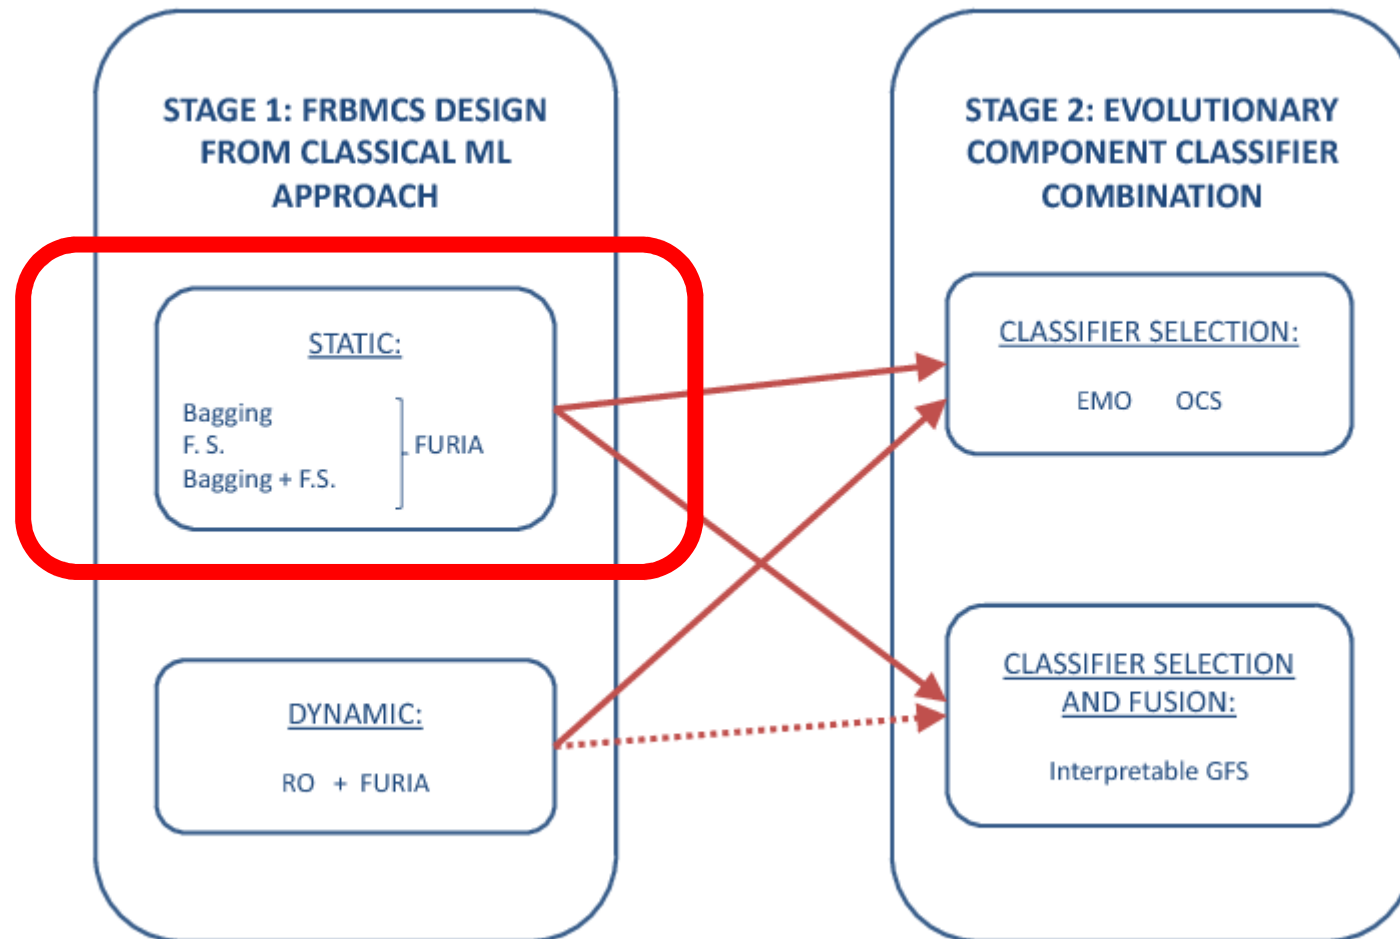 STAGE 1: FRBMCS DESIGN
FROM CLASSICAL ML
APPROACH
STATIC:
Bagging
F. S.
Bagging + F.S.
FURIA
DYNAMIC:
RO + FURIA
STAGE 2: EVOLUTIONARY
COMPONENT CLASSIFIER
COMBINATION
CLASSIFIER SELECTION:
EMO OCS
CLASSIFIER SELECTION
AND FUSION:
Interpretable GFS